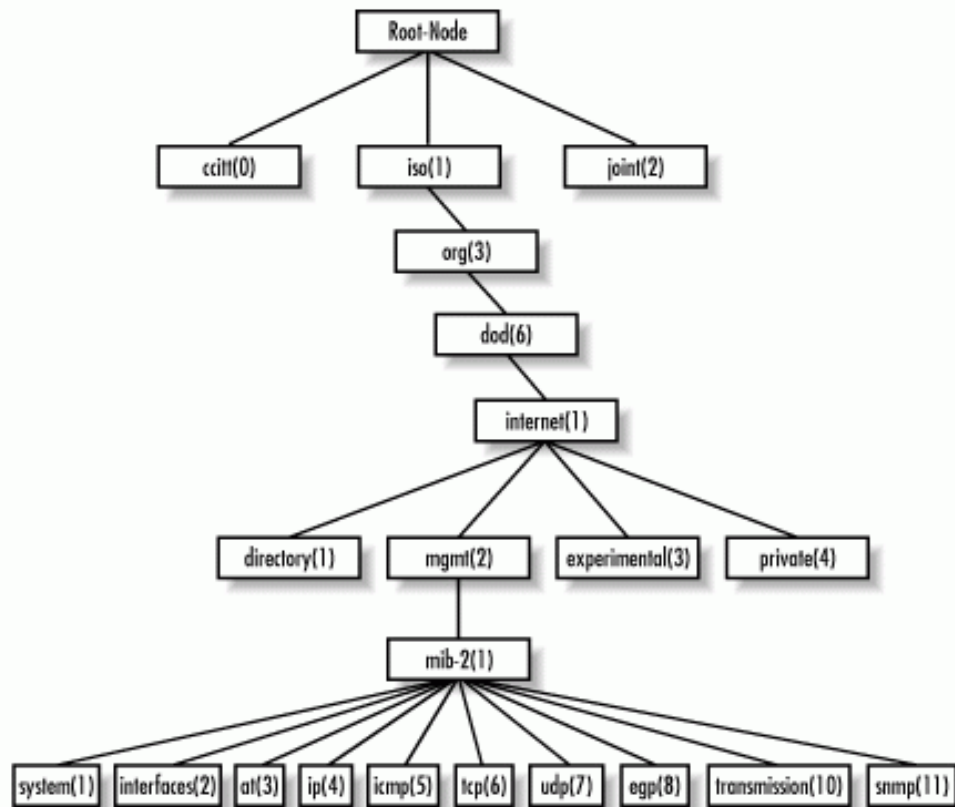 Root-Node
ccitt(0) iso(1) joint(2)
org(3)
dod(6)
internet(1)
directory(1) mgmt(2) experimental(3) private(4)
mib-2(1)
system(1) interfaces(2) at(3) ip(4) icmp(5) tcp(6) udp(7) egp(8) transmission(10) snmp(11)